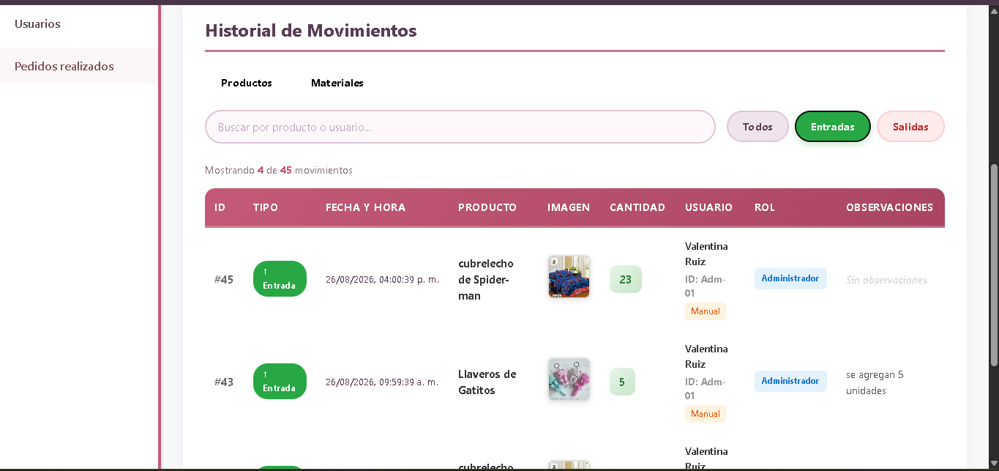 Usuarios
Pedidos realizados
Historial de Movimientos
Productos Materiales
Buscar por producto o usuario...
Todos Entradas Salidas
Mostrando 4 de 45 movimientos
ID TIPO FECHA Y HORA PRODUCTO IMAGEN CANTIDAD USUARIO ROL OBSERVACIONES
#45
↑
Entrada
26/08/2026, 04:00:39 p. m.
cubrelecho
de Spider-
man
23
Valentina
Ruiz
ID: Adm-
01
Manual
Administrador
Sin observaciones
#43
↑
Entrada
26/08/2026, 09:59:39 a. m.
Llaveros de
Gatitos
5
Valentina
Ruiz
ID: Adm-
01
Manual
Administrador
se agregan 5
unidades
cubrelecho
Valentina
Ruiz